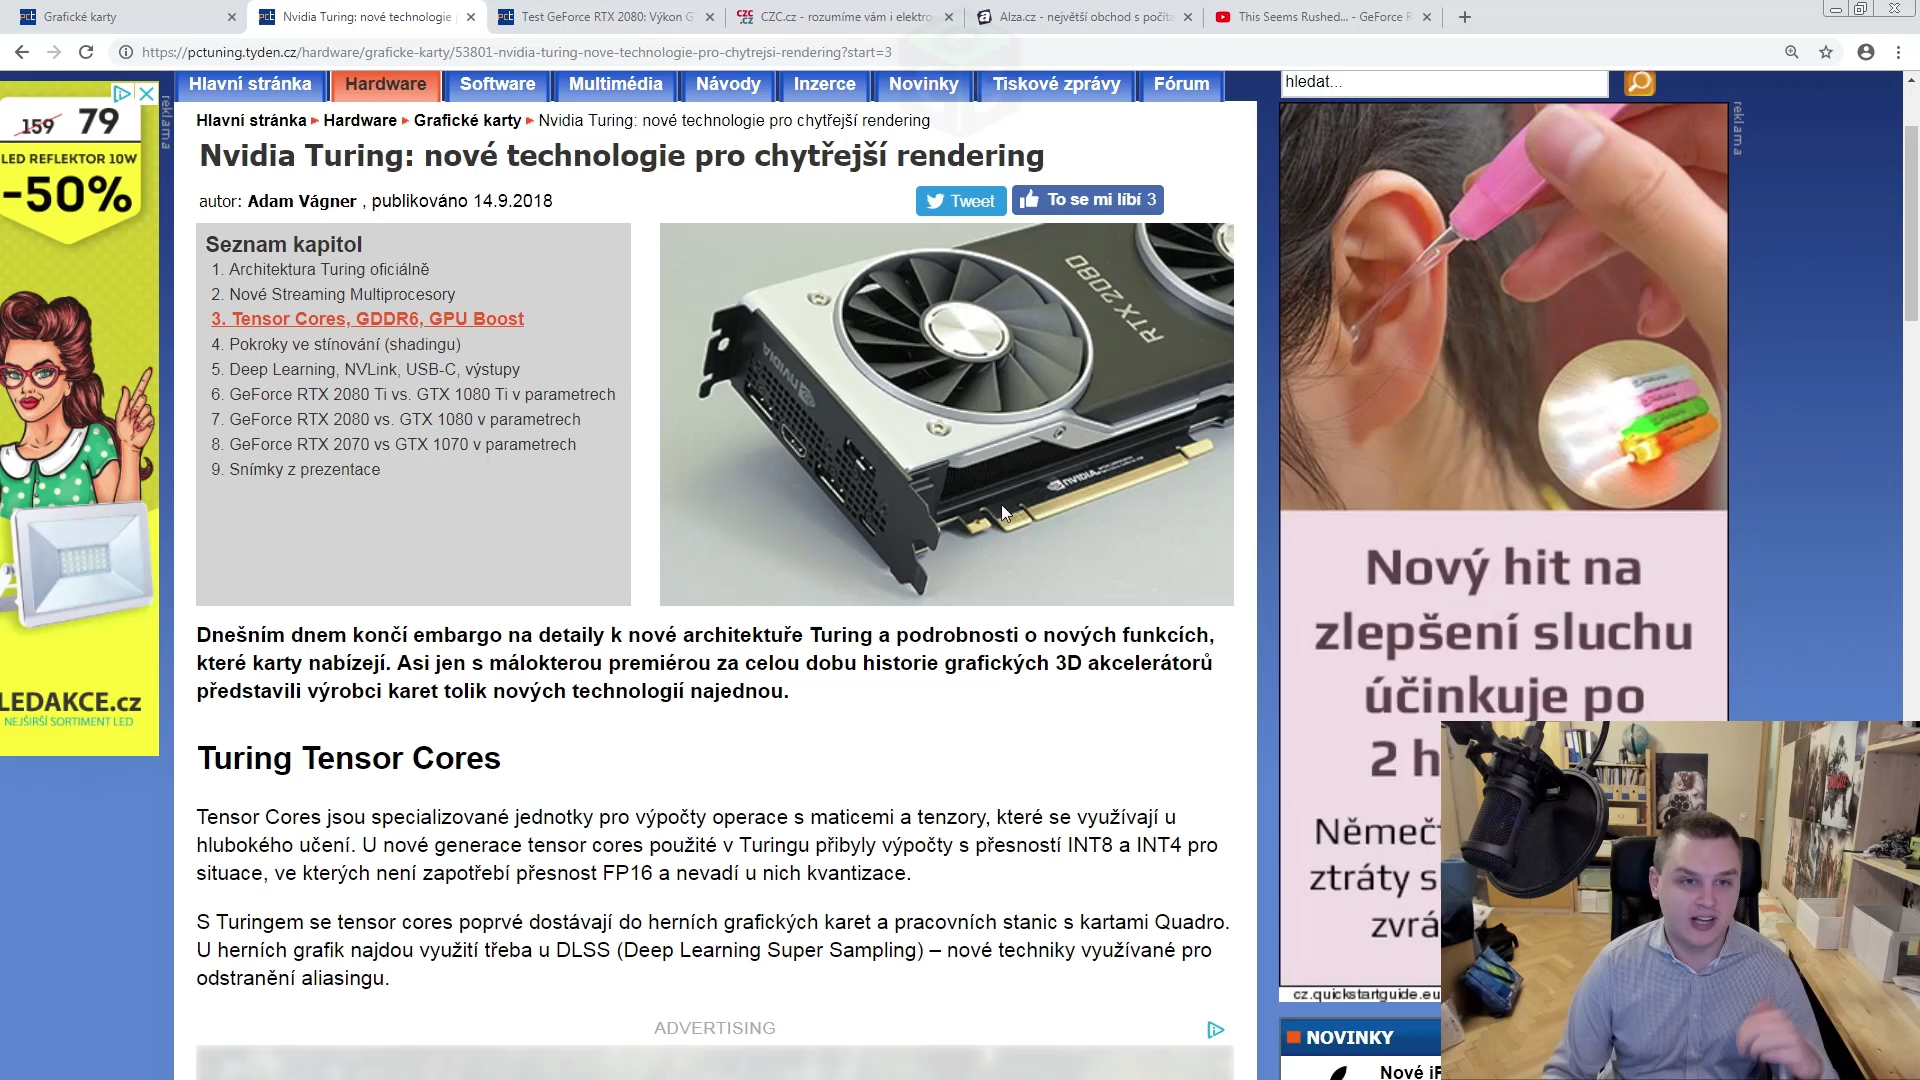 Grafické karty
Nvidia Turing: nové technologie
Test GeForce RTX 2080: Výkon G
CZC.cz - rozumíme vám i elektro
Alza.cz - největší obchod s počíta
This Seems Rushed... - GeForce R
https://pctuning.tyden.cz/hardware/graficke-karty/53801-nvidia-turing-nove-technologie-pro-chytrejsi-rendering?start=3
Hlavní stránka
Hardware
Software
Multimédia
Návody
Inzerce
Novinky
Tiskové zprávy
Fórum
hledat...
Hlavní stránka ▸ Hardware ▸ Grafické karty ▸ Nvidia Turing: nové technologie pro chytřejší rendering
Nvidia Turing: nové technologie pro chytřejší rendering
autor: Adam Vágner , publikováno 14.9.2018
Tweet
To se mi líbí 3
Seznam kapitol
1. Architektura Turing oficiálně
2. Nové Streaming Multiprocesory
3. Tensor Cores, GDDR6, GPU Boost
4. Pokroky ve stínování (shadingu)
5. Deep Learning, NVLink, USB-C, výstupy
6. GeForce RTX 2080 Ti vs. GTX 1080 Ti v parametrech
7. GeForce RTX 2080 vs. GTX 1080 v parametrech
8. GeForce RTX 2070 vs GTX 1070 v parametrech
9. Snímky z prezentace
RTX 2080
NVIDIA
NVIDIA
Dnešním dnem končí embargo na detaily k nové architektuře Turing a podrobnosti o nových funkcích,
které karty nabízejí. Asi jen s málokterou premiérou za celou dobu historie grafických 3D akcelerátorů
představili výrobci karet tolik nových technologií najednou.
Turing Tensor Cores
Tensor Cores jsou specializované jednotky pro výpočty operace s maticemi a tenzory, které se využívají u
hlubokého učení. U nové generace tensor cores použité v Turingu přibyly výpočty s přesností INT8 a INT4 pro
situace, ve kterých není zapotřebí přesnost FP16 a nevadí u nich kvantizace.
S Turingem se tensor cores poprvé dostávají do herních grafických karet a pracovních stanic s kartami Quadro.
U herních grafik najdou využití třeba u DLSS (Deep Learning Super Sampling) – nové techniky využívané pro
odstranění aliasingu.
ADVERTISING
reklama
159 79
LED REFLEKTOR 10W
-50%
LEDAKCE.cz
NEJŠIRŠÍ SORTIMENT LED
reklama
Nový hit na
zlepšení sluchu
účinkuje po
2 h
Němeč
ztráty s
zvrá
cz.quickstartguide.eu
NOVINKY
Nové iP